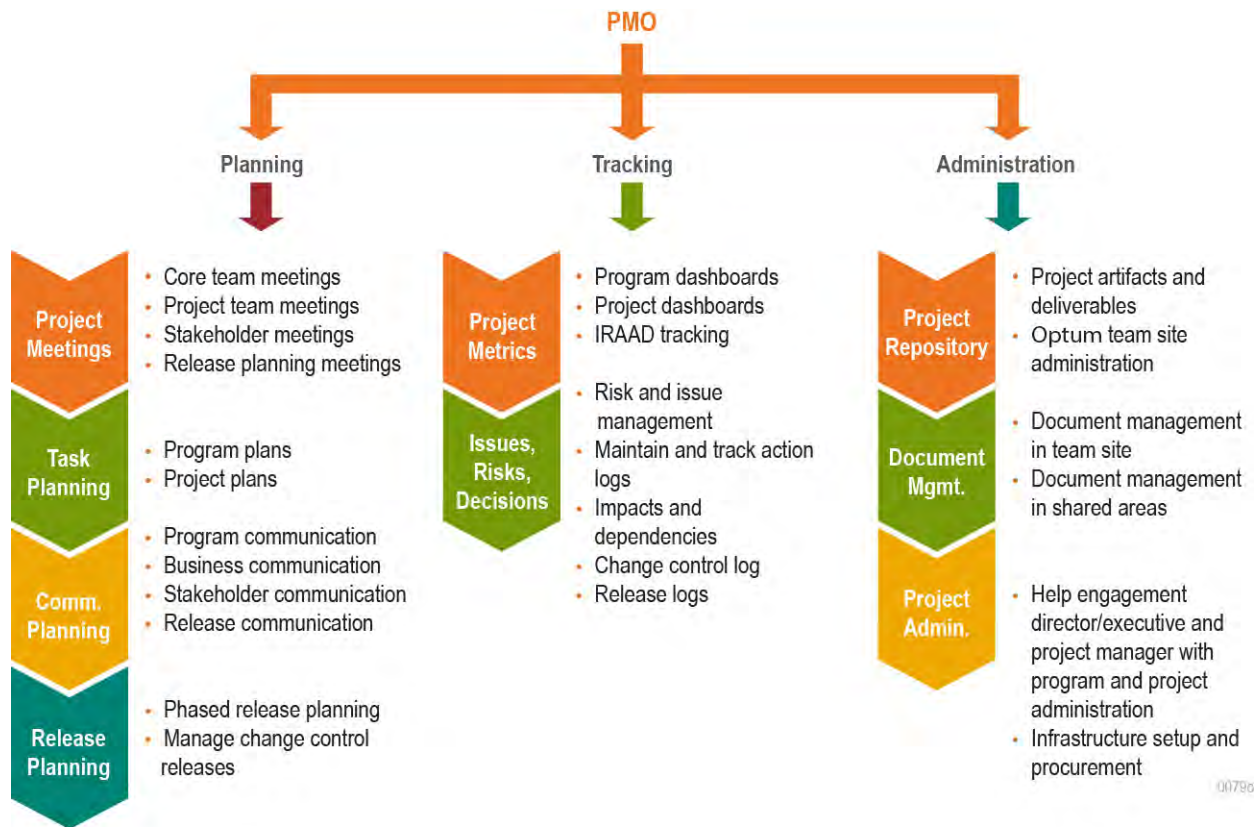 PMO
Planning
Tracking
Administration
Project
Meetings
• Core team meetings
• Project team meetings
• Stakeholder meetings
• Release planning meetings
Task
Planning
• Program plans
• Project plans
Comm.
Planning
• Program communication
• Business communication
• Stakeholder communication
• Release communication
Release
Planning
• Phased release planning
• Manage change control
releases
Project
Metrics
• Program dashboards
• Project dashboards
• IRAAD tracking
Issues,
Risks,
Decisions
• Risk and issue
management
• Maintain and track action
logs
• Impacts and
dependencies
• Change control log
• Release logs
Project
Repository
• Project artifacts and
deliverables
• Optum team site
administration
Document
Mgmt.
• Document management
in team site
• Document management
in shared areas
Project
Admin.
• Help engagement
director/executive and
project manager with
program and project
administration
• Infrastructure setup and
procurement